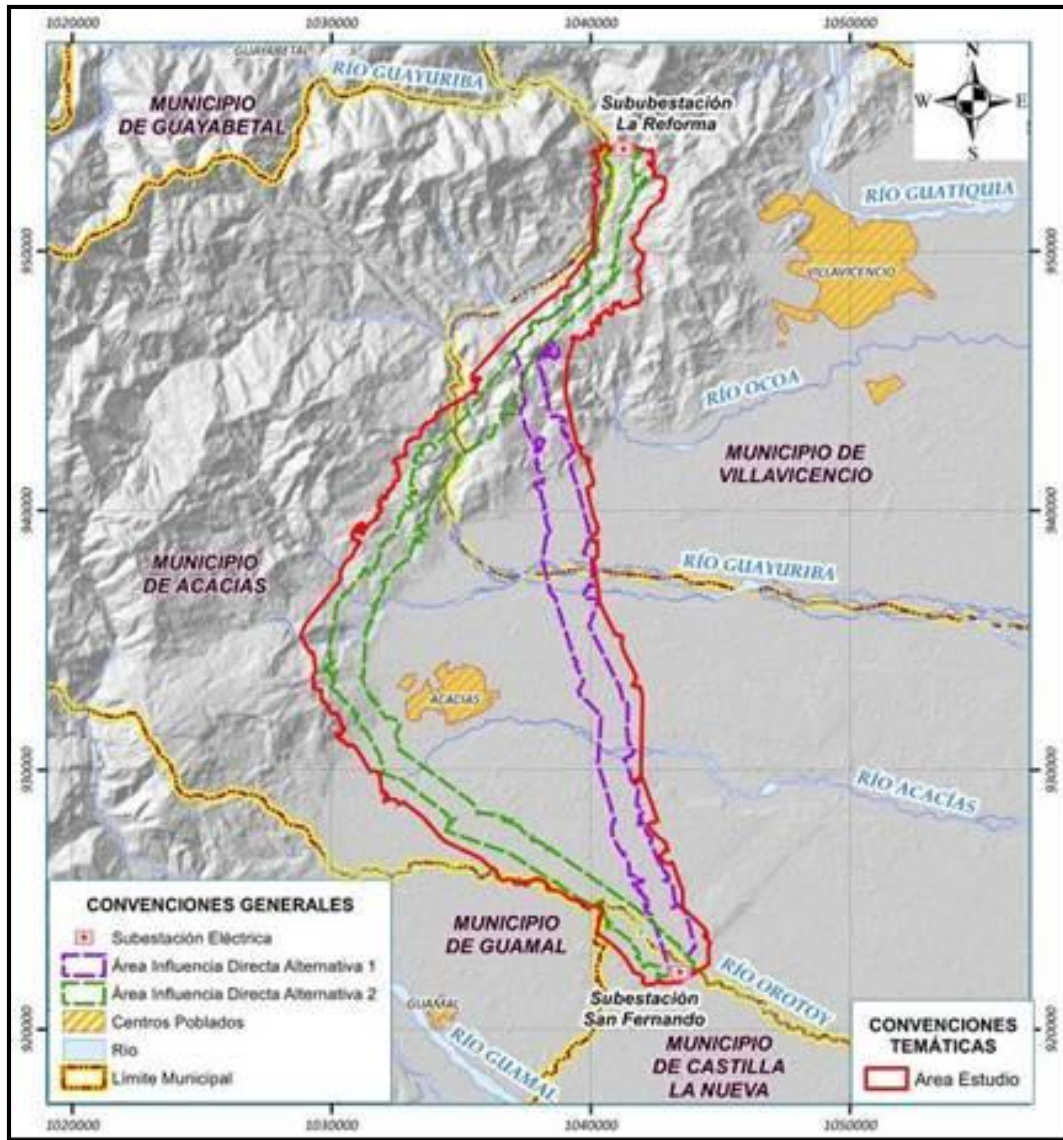 1020000
1030000
1040000
1050000
N
W
E
S
GUAYABETAL
RÍO GUAYURIBA
MUNICIPIO
DE GUAYABETAL
Sububestación
La Reforma
RÍO GUATIQUIA
950000
950000
VILLAVICENCIO
RÍO OCOA
MUNICIPIO DE
VILLAVICENCIO
940000
940000
MUNICIPIO
DE ACACIAS
RÍO GUAYURIBA
ACACIAS
930000
930000
RÍO ACACÍAS
MUNICIPIO
DE GUAMAL
RÍO OROTOY
GUAMAL
RÍO GUAMAL
Subestación
San Fernando
920000
920000
MUNICIPIO
DE CASTILLA
LA NUEVA
CONVENCIONES GENERALES
Subestación Eléctrica
Área Influencia Directa Alternativa 1
Área Influencia Directa Alternativa 2
Centros Poblados
Río
Límite Municipal
CONVENCIONES
TEMÁTICAS
Area Estudio
1020000
1030000
1040000
1050000